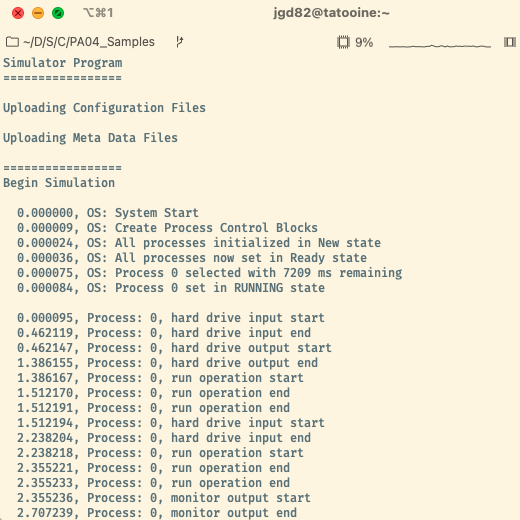 ⌥⌘1 jgd82@tatooine:~
~/D/S/C/PA04_Samples 9%
Simulator Program
=================
Uploading Configuration Files
Uploading Meta Data Files
=================
Begin Simulation
0.000000, OS: System Start
0.000009, OS: Create Process Control Blocks
0.000024, OS: All processes initialized in New state
0.000036, OS: All processes now set in Ready state
0.000075, OS: Process 0 selected with 7209 ms remaining
0.000084, OS: Process 0 set in RUNNING state
0.000095, Process: 0, hard drive input start
0.462119, Process: 0, hard drive input end
0.462147, Process: 0, hard drive output start
1.386155, Process: 0, hard drive output end
1.386167, Process: 0, run operation start
1.512170, Process: 0, run operation end
1.512191, Process: 0, run operation end
1.512194, Process: 0, hard drive input start
2.238204, Process: 0, hard drive input end
2.238218, Process: 0, run operation start
2.355221, Process: 0, run operation end
2.355233, Process: 0, run operation end
2.355236, Process: 0, monitor output start
2.707239, Process: 0, monitor output end